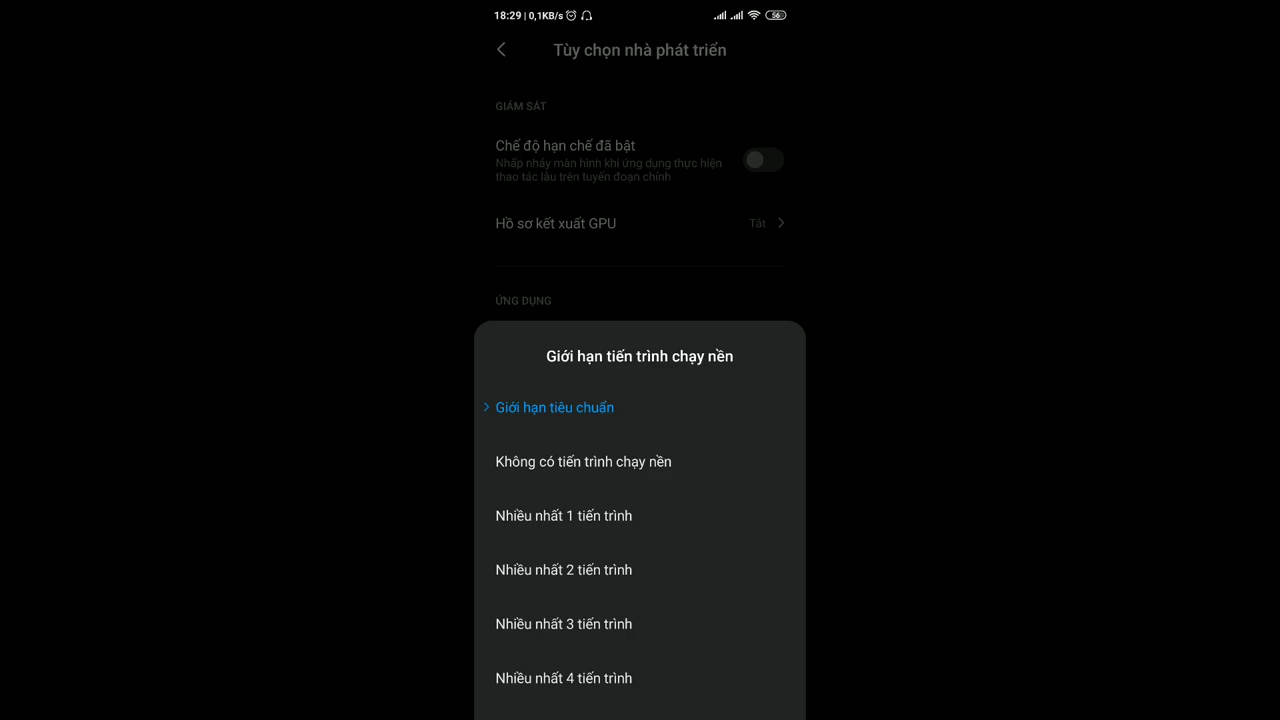 18:29 | 0,1KB/s 56
Tùy chọn nhà phát triển
GIÁM SÁT
Chế độ hạn chế đã bật
Nhấp nháy màn hình khi ứng dụng thực hiện
thao tác lâu trên tuyến đoạn chính
Hồ sơ kết xuất GPU Tắt
ỨNG DỤNG
Giới hạn tiến trình chạy nền
Giới hạn tiêu chuẩn
Không có tiến trình chạy nền
Nhiều nhất 1 tiến trình
Nhiều nhất 2 tiến trình
Nhiều nhất 3 tiến trình
Nhiều nhất 4 tiến trình